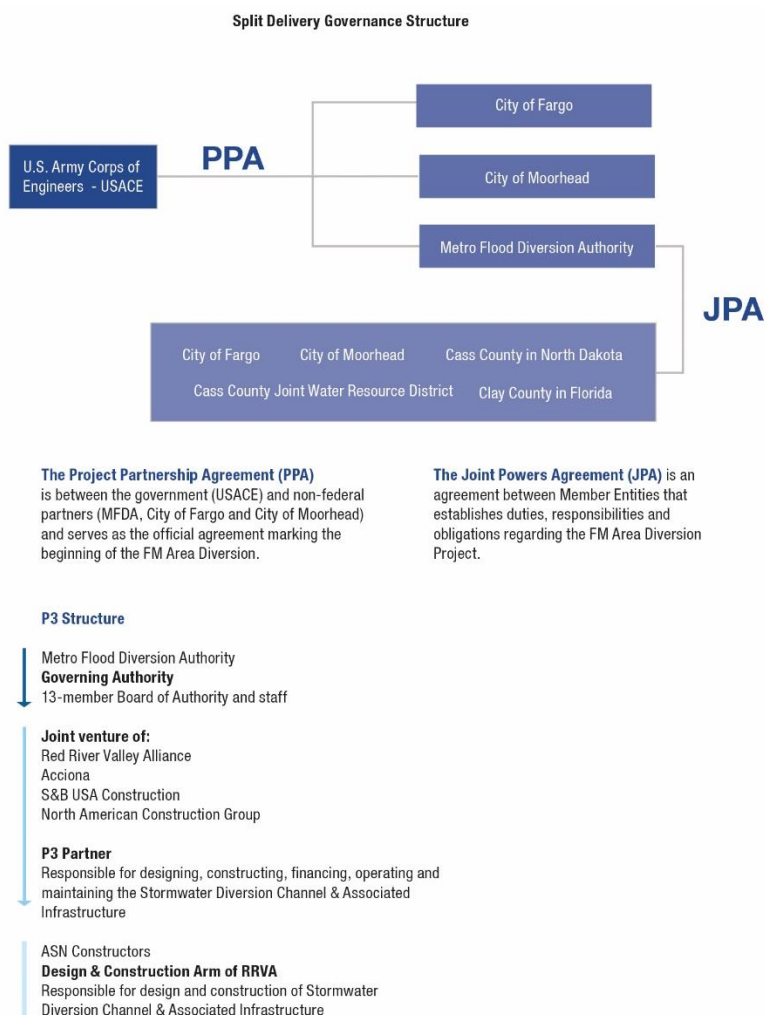 Split Delivery Governance Structure
City of Fargo
U.S. Army Corps of
Engineers - USACE
PPA
City of Moorhead
Metro Flood Diversion Authority
JPA
City of Fargo City of Moorhead Cass County in North Dakota
Cass County Joint Water Resource District Clay County in Florida
The Project Partnership Agreement (PPA)
is between the government (USACE) and non-federal
partners (MFDA, City of Fargo and City of Moorhead)
and serves as the official agreement marking the
beginning of the FM Area Diversion.
The Joint Powers Agreement (JPA) is an
agreement between Member Entities that
establishes duties, responsibilities and
obligations regarding the FM Area Diversion
Project.
P3 Structure
Metro Flood Diversion Authority
Governing Authority
13-member Board of Authority and staff
Joint venture of:
Red River Valley Alliance
Acciona
S&B USA Construction
North American Construction Group
P3 Partner
Responsible for designing, constructing, financing, operating and
maintaining the Stormwater Diversion Channel & Associated
Infrastructure
ASN Constructors
Design & Construction Arm of RRVA
Responsible for design and construction of Stormwater
Diversion Channel & Associated Infrastructure